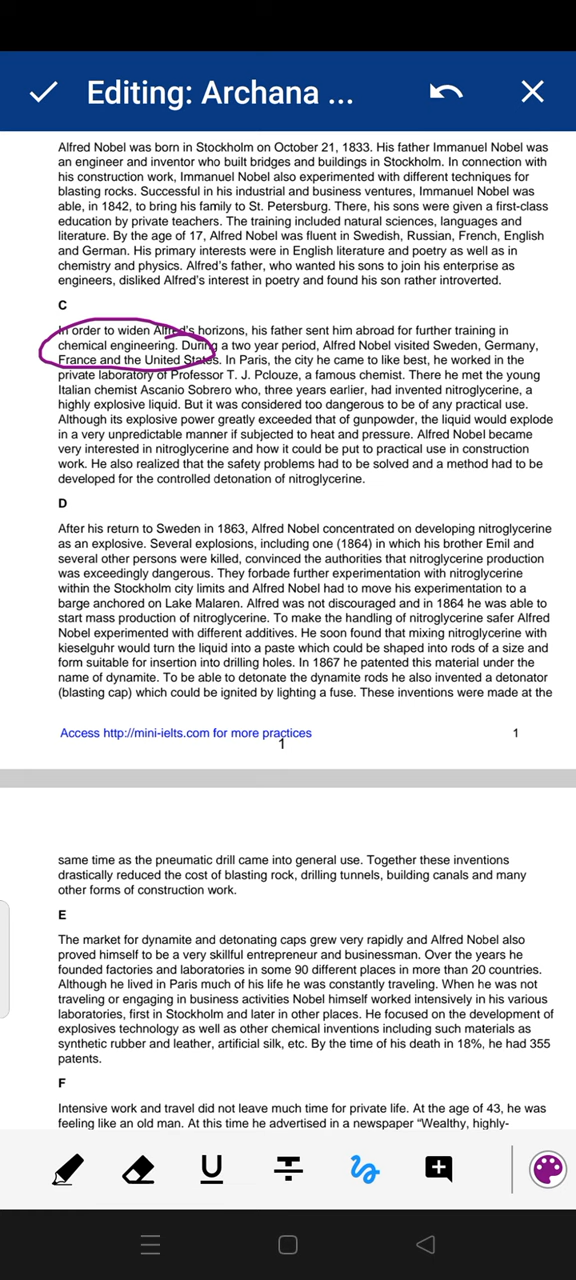 Editing: Archana ...
Alfred Nobel was born in Stockholm on October 21, 1833. His father Immanuel Nobel was
an engineer and inventor who built bridges and buildings in Stockholm. In connection with
his construction work, Immanuel Nobel also experimented with different techniques for
blasting rocks. Successful in his industrial and business ventures, Immanuel Nobel was
able, in 1842, to bring his family to St. Petersburg. There, his sons were given a first-class
education by private teachers. The training included natural sciences, languages and
literature. By the age of 17, Alfred Nobel was fluent in Swedish, Russian, French, English
and German. His primary interests were in English literature and poetry as well as in
chemistry and physics. Alfred's father, who wanted his sons to join his enterprise as
engineers, disliked Alfred's interest in poetry and found his son rather introverted.
C
In order to widen Alfred's horizons, his father sent him abroad for further training in
chemical engineering. During a two year period, Alfred Nobel visited Sweden, Germany,
France and the United States. In Paris, the city he came to like best, he worked in the
private laboratory of Professor T. J. Pclouze, a famous chemist. There he met the young
Italian chemist Ascanio Sobrero who, three years earlier, had invented nitroglycerine, a
highly explosive liquid. But it was considered too dangerous to be of any practical use.
Although its explosive power greatly exceeded that of gunpowder, the liquid would explode
in a very unpredictable manner if subjected to heat and pressure. Alfred Nobel became
very interested in nitroglycerine and how it could be put to practical use in construction
work. He also realized that the safety problems had to be solved and a method had to be
developed for the controlled detonation of nitroglycerine.
D
After his return to Sweden in 1863, Alfred Nobel concentrated on developing nitroglycerine
as an explosive. Several explosions, including one (1864) in which his brother Emil and
several other persons were killed, convinced the authorities that nitroglycerine production
was exceedingly dangerous. They forbade further experimentation with nitroglycerine
within the Stockholm city limits and Alfred Nobel had to move his experimentation to a
barge anchored on Lake Malaren. Alfred was not discouraged and in 1864 he was able to
start mass production of nitroglycerine. To make the handling of nitroglycerine safer Alfred
Nobel experimented with different additives. He soon found that mixing nitroglycerine with
kieselguhr would turn the liquid into a paste which could be shaped into rods of a size and
form suitable for insertion into drilling holes. In 1867 he patented this material under the
name of dynamite. To be able to detonate the dynamite rods he also invented a detonator
(blasting cap) which could be ignited by lighting a fuse. These inventions were made at the
Access http://mini-ielts.com for more practices 1
1
same time as the pneumatic drill came into general use. Together these inventions
drastically reduced the cost of blasting rock, drilling tunnels, building canals and many
other forms of construction work.
E
The market for dynamite and detonating caps grew very rapidly and Alfred Nobel also
proved himself to be a very skillful entrepreneur and businessman. Over the years he
founded factories and laboratories in some 90 different places in more than 20 countries.
Although he lived in Paris much of his life he was constantly traveling. When he was not
traveling or engaging in business activities Nobel himself worked intensively in his various
laboratories, first in Stockholm and later in other places. He focused on the development of
explosives technology as well as other chemical inventions including such materials as
synthetic rubber and leather, artificial silk, etc. By the time of his death in 18%, he had 355
patents.
F
Intensive work and travel did not leave much time for private life. At the age of 43, he was
feeling like an old man. At this time he advertised in a newspaper "Wealthy, highly-